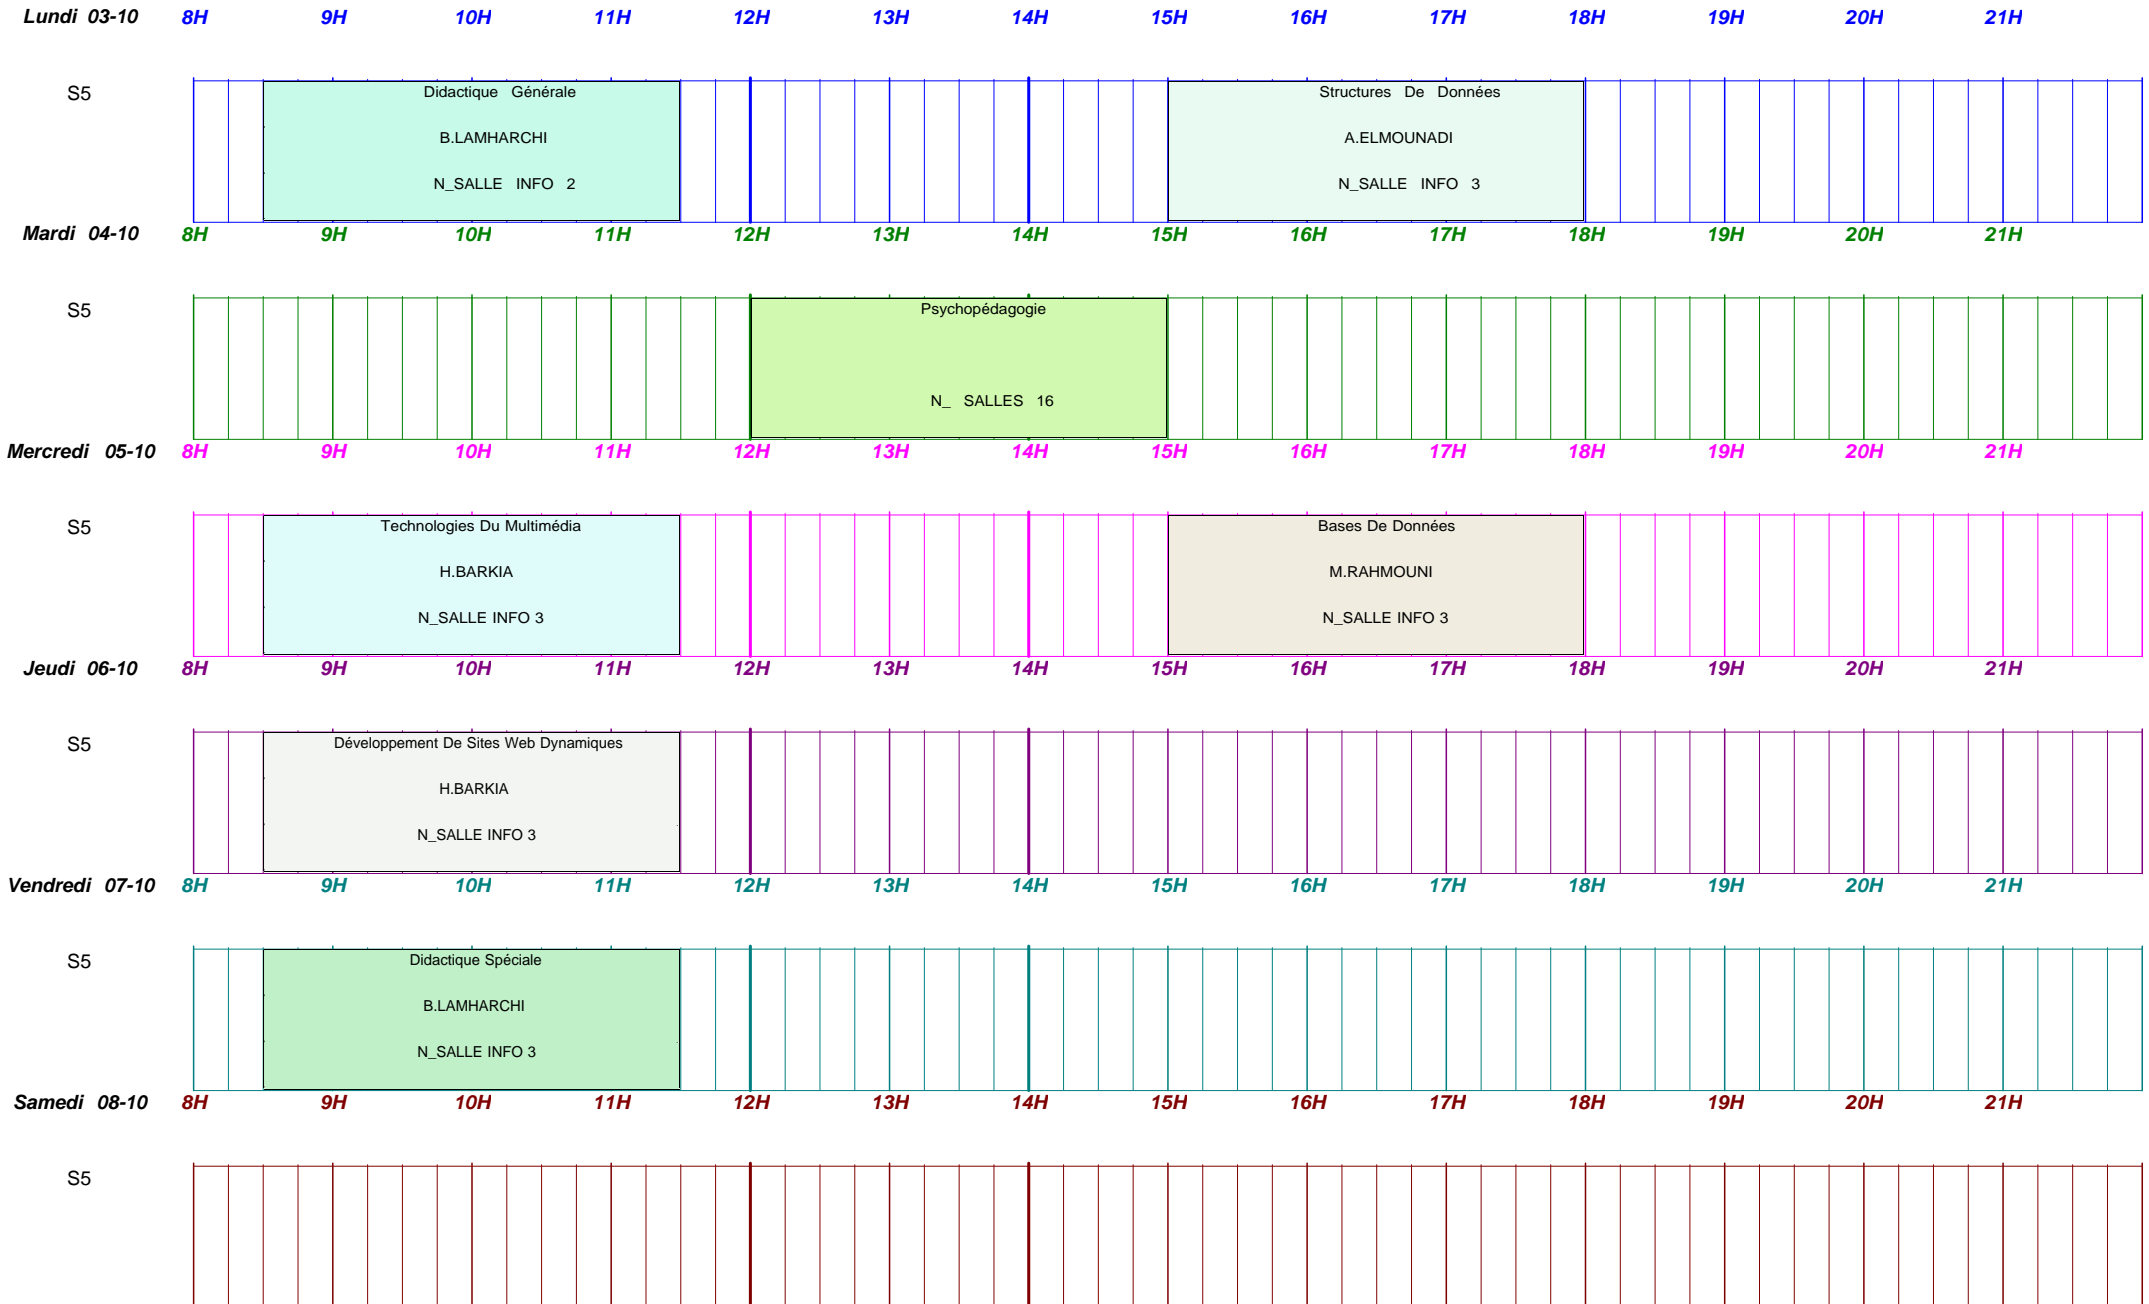 Lundi 03-10 8H 9H 10H 11H 12H 13H 14H 15H 16H 17H 18H 19H 20H 21H
S5
Didactique Générale
B.LAMHARCHI
N_SALLE INFO 2
Structures De Données
A.ELMOUNADI
N_SALLE INFO 3
Mardi 04-10 8H 9H 10H 11H 12H 13H 14H 15H 16H 17H 18H 19H 20H 21H
S5
Psychopédagogie
N_ SALLES 16
Mercredi 05-10 8H 9H 10H 11H 12H 13H 14H 15H 16H 17H 18H 19H 20H 21H
S5
Technologies Du Multimédia
H.BARKIA
N_SALLE INFO 3
Bases De Données
M.RAHMOUNI
N_SALLE INFO 3
Jeudi 06-10 8H 9H 10H 11H 12H 13H 14H 15H 16H 17H 18H 19H 20H 21H
S5
Développement De Sites Web Dynamiques
H.BARKIA
N_SALLE INFO 3
Vendredi 07-10 8H 9H 10H 11H 12H 13H 14H 15H 16H 17H 18H 19H 20H 21H
S5
Didactique Spéciale
B.LAMHARCHI
N_SALLE INFO 3
Samedi 08-10 8H 9H 10H 11H 12H 13H 14H 15H 16H 17H 18H 19H 20H 21H
S5